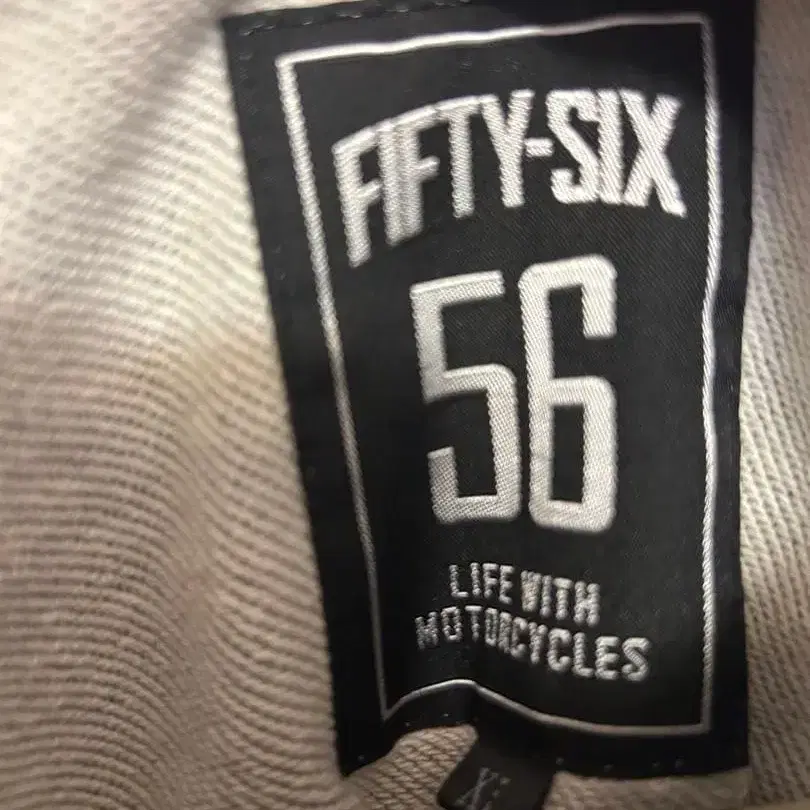 FIFTY-SIX
56
LIFE WITH
MOTORCYCLES